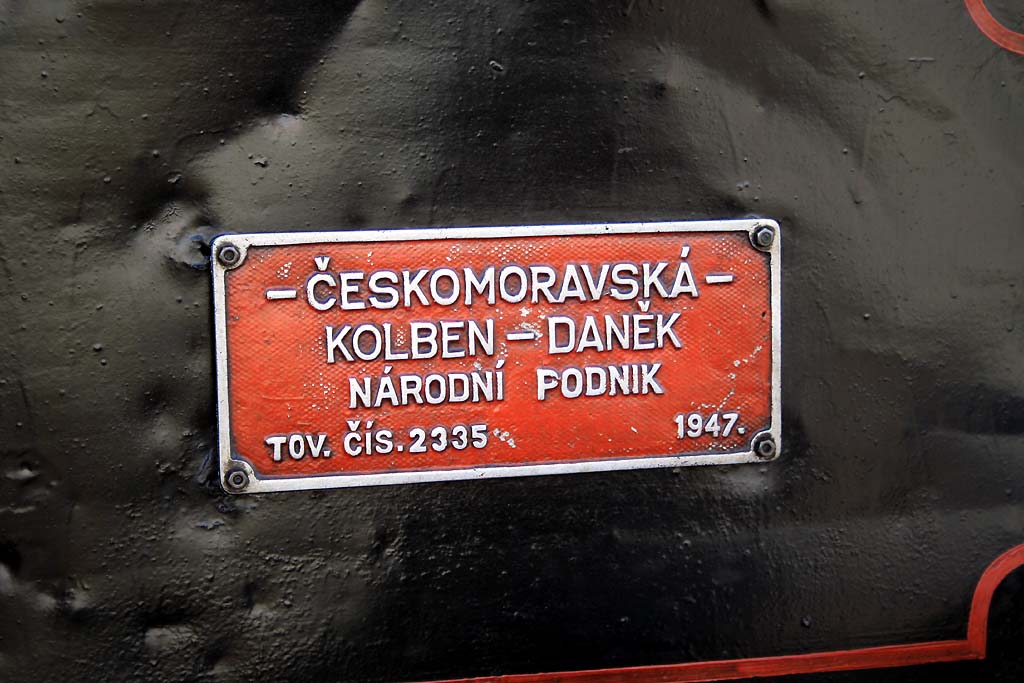 - ČESKOMORAVSKÁ -
KOLBEN - DANĚK
NÁRODNÍ PODNIK
TOV. ČÍS. 2335 1947.